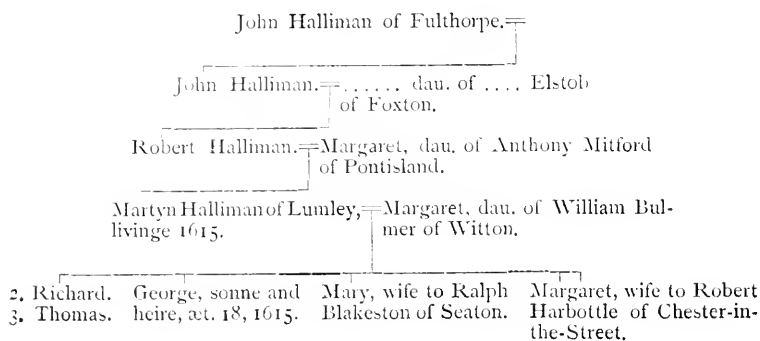 John Halliman of Fulthorpe.
John Halliman. = ...... dau. of .... Elstob
of Foxton.
Robert Halliman. = Margaret, dau. of Anthony Mitford
of Pontisland.
Martyn Halliman of Lumley, = Margaret, dau. of William Bul-
livinge 1615. mer of Witton.
2. Richard. George, sonne and Mary, wife to Ralph Margaret, wife to Robert
3. Thomas. heire, æt. 18, 1615. Blakeston of Seaton. Harbottle of Chester-in-
the-Street.